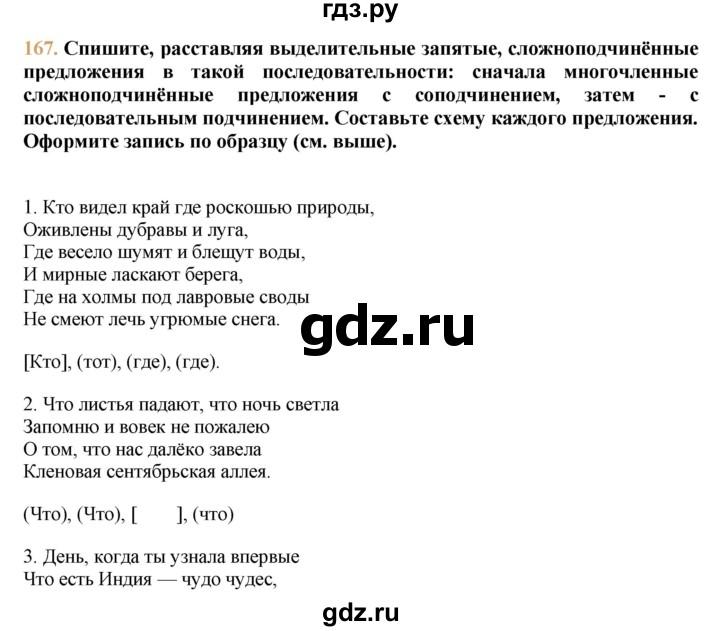 гдз.ру
167. Спишите, расставляя выделительные запятые, сложноподчинённые
предложения в такой последовательности: сначала многочленные
сложноподчинённые предложения с соподчинением, затем - с
последовательным подчинением. Составьте схему каждого предложения.
Оформите запись по образцу (см. выше).
1. Кто видел край где роскошью природы,
Оживлены дубравы и луга,
Где весело шумят и блещут воды,
И мирные ласкают берега,
Где на холмы под лавровые своды
Не смеют лечь угрюмые снега.
gdz.ru
[Кто], (тот), (где), (где).
2. Что листья падают, что ночь светла
Запомню и вовек не пожалею
О том, что нас далёко завела
Кленовая сентябрьская аллея.
(Что), (Что), [ ], (что)
3. День, когда ты узнала впервые
Что есть Индия — чудо чудес,
gdz.ru